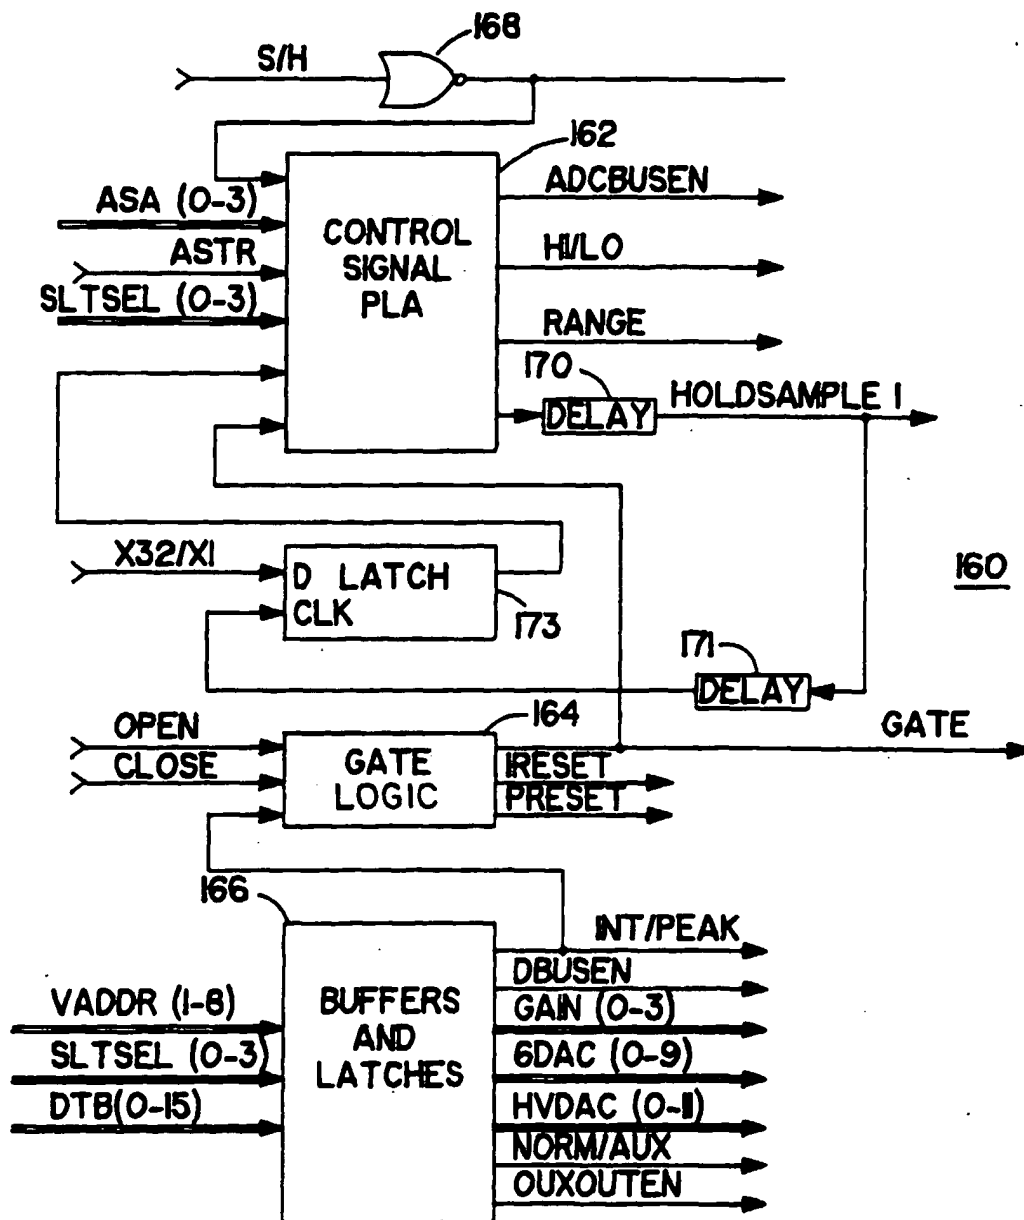 168
S/H
162
ASA (0-3)
ASTR
SLTSEL (0-3)
CONTROL
SIGNAL
PLA
ADCBUSEN
HI/LO
RANGE
170
DELAY
HOLDSAMPLE 1
X32/X1
D LATCH
CLK
173
160
171
DELAY
OPEN
CLOSE
164
GATE
LOGIC
GATE
IRESET
PRESET
166
VADDR (1-8)
SLTSEL (0-3)
DTB(0-15)
BUFFERS
AND
LATCHES
INT/PEAK
DBUSEN
GAIN (0-3)
6DAC (0-9)
HVDAC (0-11)
NORM/AUX
OUXOUTEN